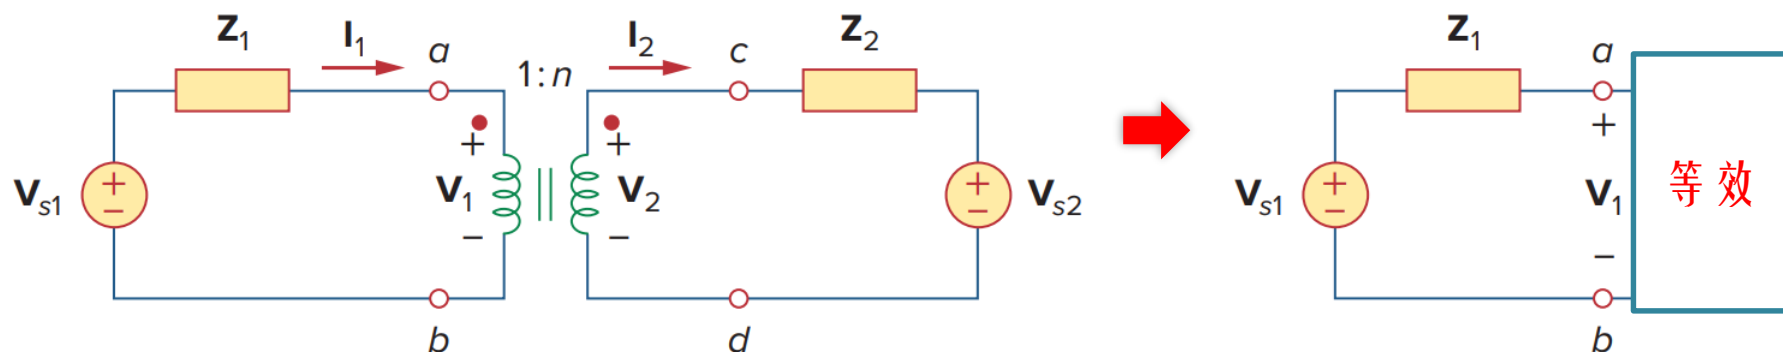 Z1
I1
a
1:n
I2
c
Z2
+
+
Vs1
+
−
V1
V2
+
−
Vs2
−
−
b
d
Z1
a
+
Vs1
+
−
V1
等效
−
b